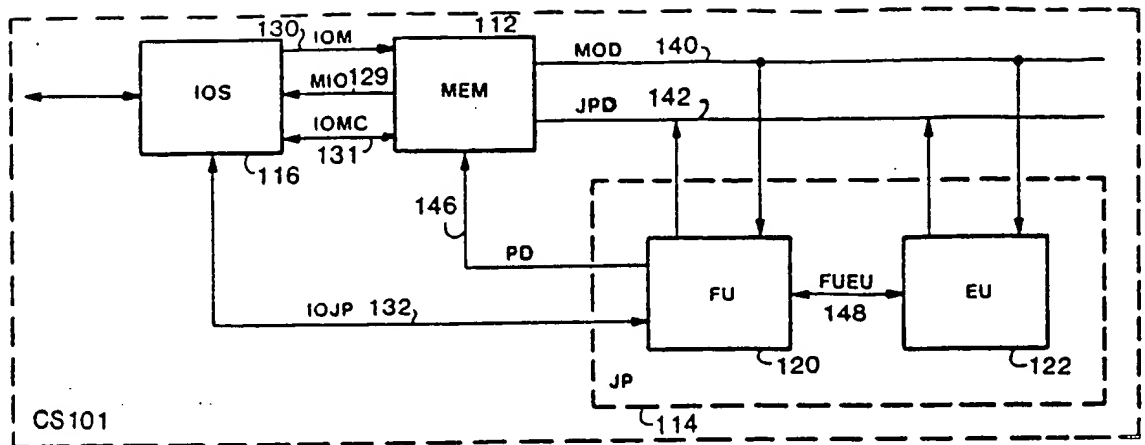 130 IOM
112
MOD 140
IOS
MIO 129
MEM
JPD 142
IOMC
131
116
146
PD
FU
FUEU
148
EU
IOJP 132
120
122
JP
CS101
114